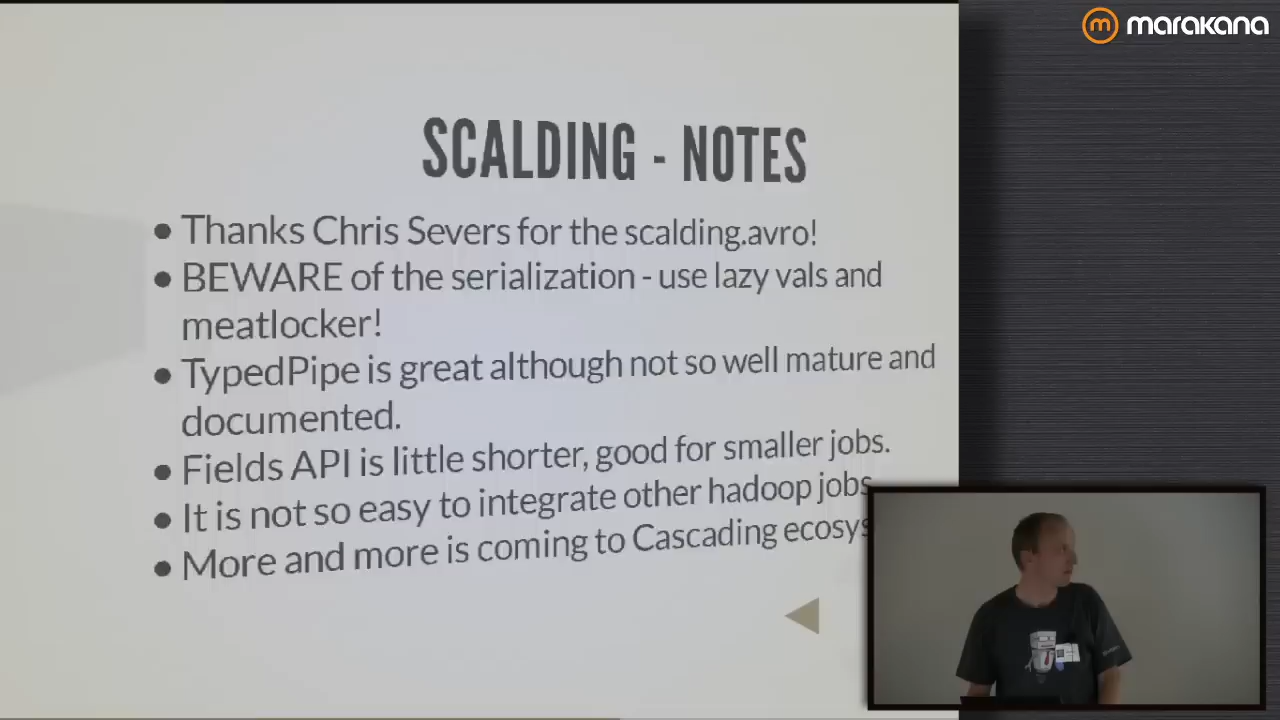 marakana
SCALDING - NOTES
• Thanks Chris Severs for the scalding.avro!
• BEWARE of the serialization - use lazy vals and
meatlocker!
• TypedPipe is great although not so well mature and
documented.
• Fields API is little shorter, good for smaller jobs.
• It is not so easy to integrate other hadoop jobs
• More and more is coming to Cascading